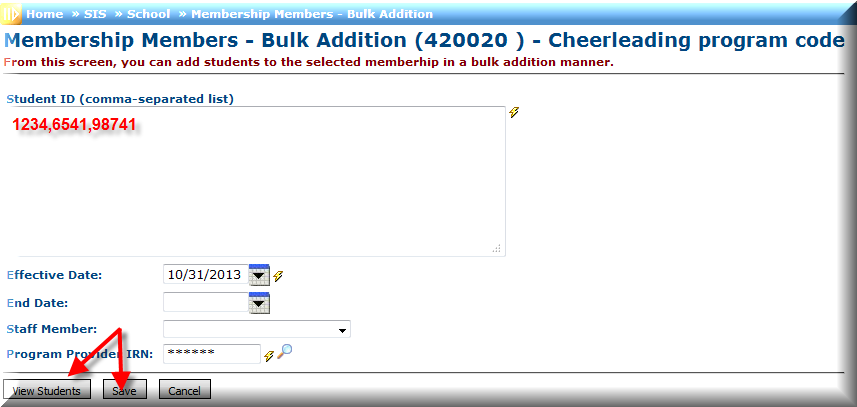 Home » SIS » School » Membership Members - Bulk Addition
Membership Members - Bulk Addition (420020 ) - Cheerleading program code
From this screen, you can add students to the selected memberhip in a bulk addition manner.
Student ID (comma-separated list)
1234,6541,98741
Effective Date: 10/31/2013
End Date:
Staff Member:
Program Provider IRN: ******
View Students Save Cancel